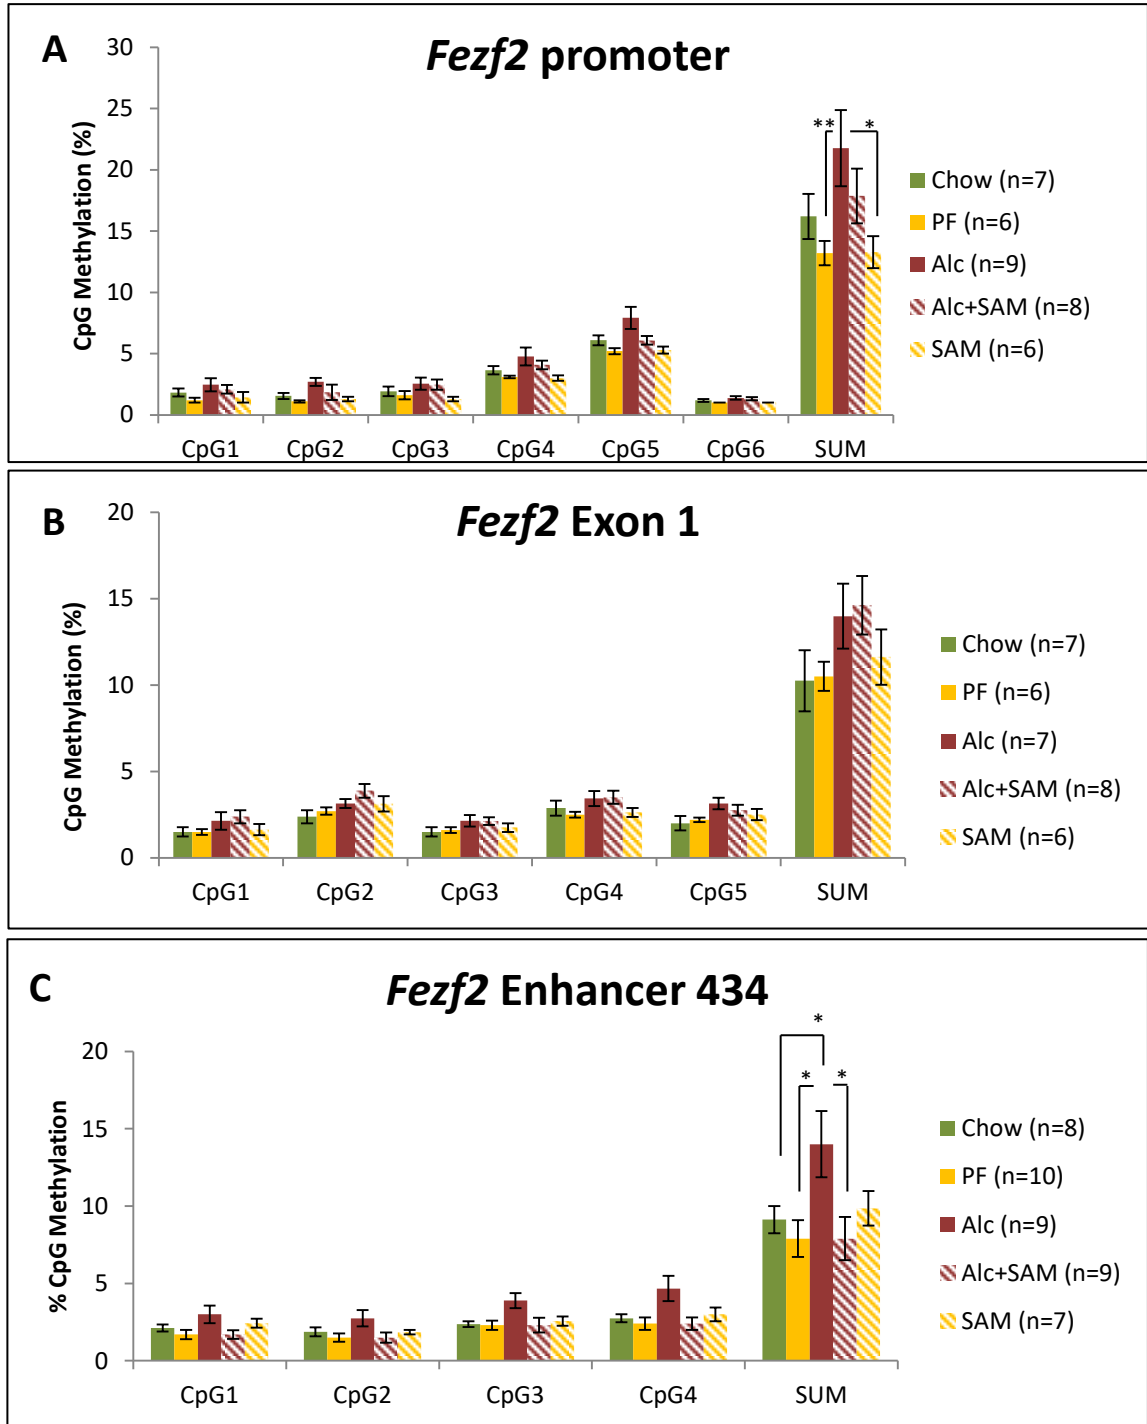 A
Fezf2 promoter
CpG Methylation (%)
30
25
20
15
10
5
0
** *
CpG1 CpG2 CpG3 CpG4 CpG5 CpG6 SUM
Chow (n=7)
PF (n=6)
Alc (n=9)
Alc+SAM (n=8)
SAM (n=6)
B
Fezf2 Exon 1
CpG Methylation (%)
20
15
10
5
0
CpG1 CpG2 CpG3 CpG4 CpG5 SUM
Chow (n=7)
PF (n=6)
Alc (n=7)
Alc+SAM (n=8)
SAM (n=6)
C
Fezf2 Enhancer 434
% CpG Methylation
20
15
10
5
0
*
* *
CpG1 CpG2 CpG3 CpG4 SUM
Chow (n=8)
PF (n=10)
Alc (n=9)
Alc+SAM (n=9)
SAM (n=7)